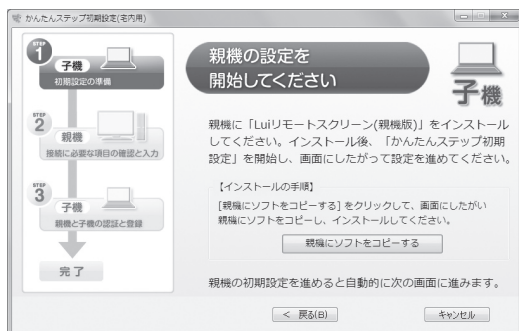 かんたんステップ初期設定(宅内用)
STEP
1
子機
初期設定の準備
STEP
2
親機
接続に必要な項目の確認と入力
STEP
3
子機
親機と子機の認証と登録
完了
親機の設定を
開始してください
子機
親機に「Luiリモートスクリーン(親機版)」をインストール
してください。インストール後、「かんたんステップ初期
設定」を開始し、画面にしたがって設定を進めてください。
【インストールの手順】
[親機にソフトをコピーする] をクリックして、画面にしたがい
親機にソフトをコピーし、インストールしてください。
親機にソフトをコピーする
親機の初期設定を進めると自動的に次の画面に進みます。
< 戻る(B)
キャンセル